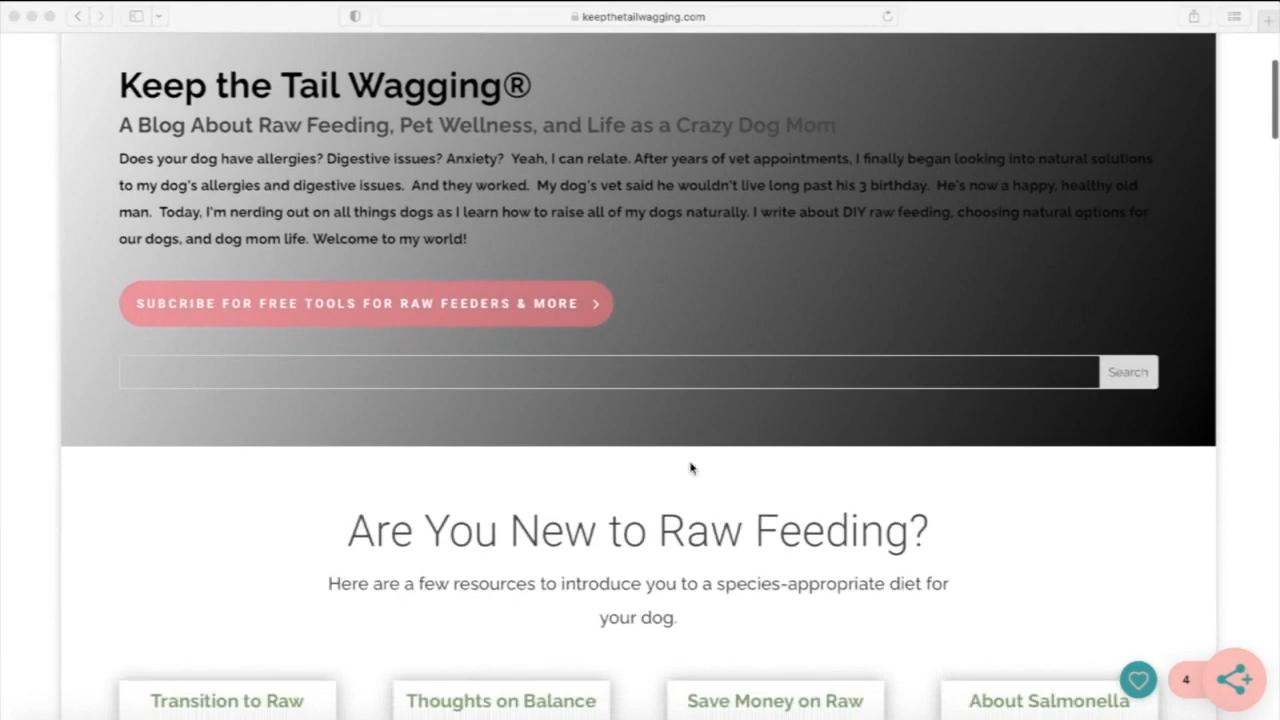 keepthetailwagging.com
Keep the Tail Wagging®
A Blog About Raw Feeding, Pet Wellness, and Life as a Crazy Dog Mom
Does your dog have allergies? Digestive issues? Anxiety? Yeah, I can relate. After years of vet appointments, I finally began looking into natural solutions
to my dog's allergies and digestive issues. And they worked. My dog's vet said he wouldn't live long past his 3 birthday. He's now a happy, healthy old
man. Today, I'm nerding out on all things dogs as I learn how to raise all of my dogs naturally. I write about DIY raw feeding, choosing natural options for
our dogs, and dog mom life. Welcome to my world!
SUBCRIBE FOR FREE TOOLS FOR RAW FEEDERS & MORE
Search
Are You New to Raw Feeding?
Here are a few resources to introduce you to a species-appropriate diet for
your dog.
Transition to Raw
Thoughts on Balance
Save Money on Raw
About Salmonella
4